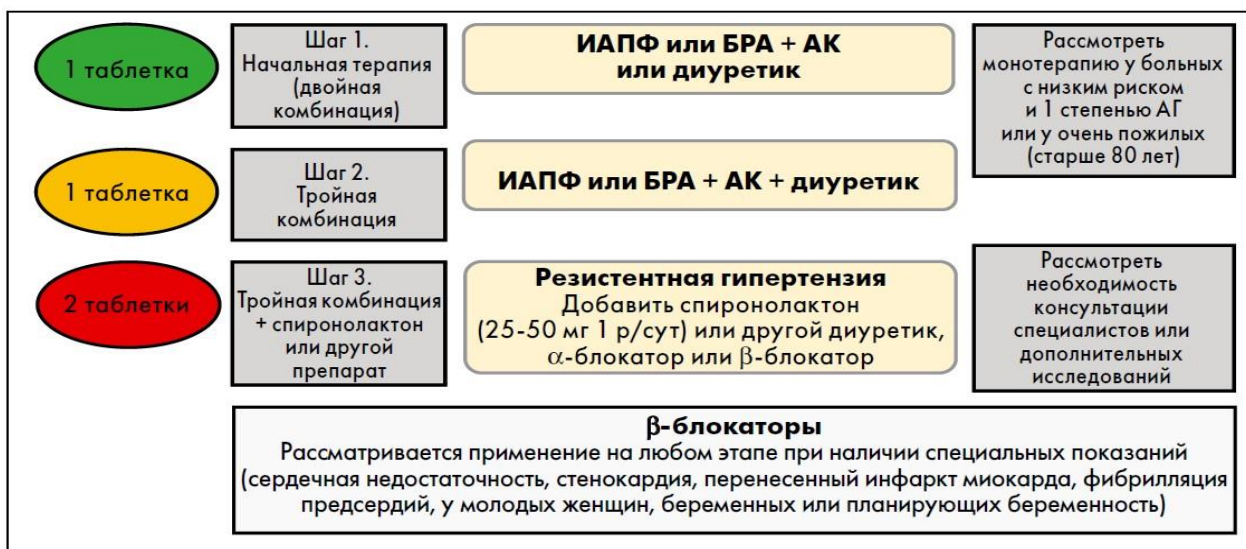 1 таблетка
Шаг 1.
Начальная терапия
(двойная
комбинация)
ИАПФ или БРА + АК
или диуретик
Рассмотреть
монотерапию у больных
с низким риском
и 1 степенью АГ
или у очень пожилых
(старше 80 лет)
1 таблетка
Шаг 2.
Тройная
комбинация
ИАПФ или БРА + АК + диуретик
2 таблетки
Шаг 3.
Тройная комбинация
+ спиронолактон
или другой
препарат
Резистентная гипертензия
Добавить спиронолактон
(25-50 мг 1 р/сут) или другой диуретик,
α-блокатор или β-блокатор
Рассмотреть
необходимость
консультации
специалистов или
дополнительных
исследований
β-блокаторы
Рассматривается применение на любом этапе при наличии специальных показаний
(сердечная недостаточность, стенокардия, перенесенный инфаркт миокарда, фибрилляция
предсердий, у молодых женщин, беременных или планирующих беременность)